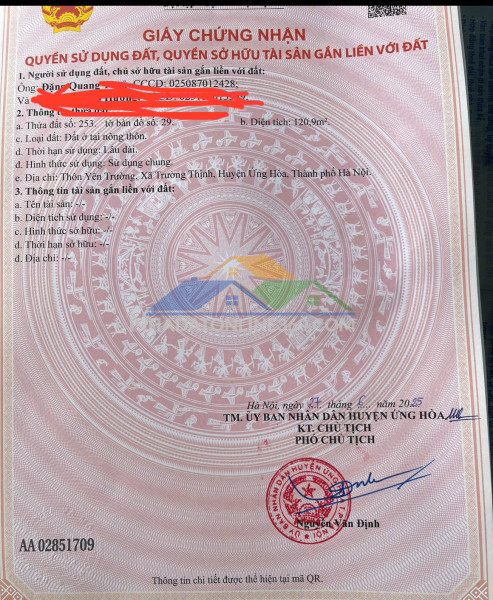 GIẤY CHỨNG NHẬN
QUYỀN SỬ DỤNG ĐẤT, QUYỀN SỞ HỮU TÀI SẢN GẮN LIỀN VỚI ĐẤT
1. Người sử dụng đất, chủ sở hữu tài sản gắn liền với đất:
Ông: Đặng Quang CCCD: 025087012428;
Và
2. Thông
a. Thửa đất số: 253. tờ bản đồ số: 29. b. Diện tích: 120,9m².
c. Loại đất: Đất ở tại nông thôn.
d. Thời hạn sử dụng: Lâu dài.
đ. Hình thức sử dụng: Sử dụng chung.
e. Địa chỉ: Thôn Yên Trường, Xã Trường Thịnh, Huyện Ứng Hòa, Thành phố Hà Nội.
3. Thông tin tài sản gắn liền với đất:
a. Tên tài sản: -/-
b. Diện tích sử dụng: -/-
c. Hình thức sở hữu: -/-
d. Thời hạn sở hữu: -/-
đ. Địa chỉ: -/-
Hà Nội, ngày 27 tháng năm 2025
TM. ỦY BAN NHÂN DÂN HUYỆN ỨNG HÒA
KT. CHỦ TỊCH
PHÓ CHỦ TỊCH
Nguyễn Văn Định
AA 02851709
Thông tin chi tiết được thể hiện tại mã QR.